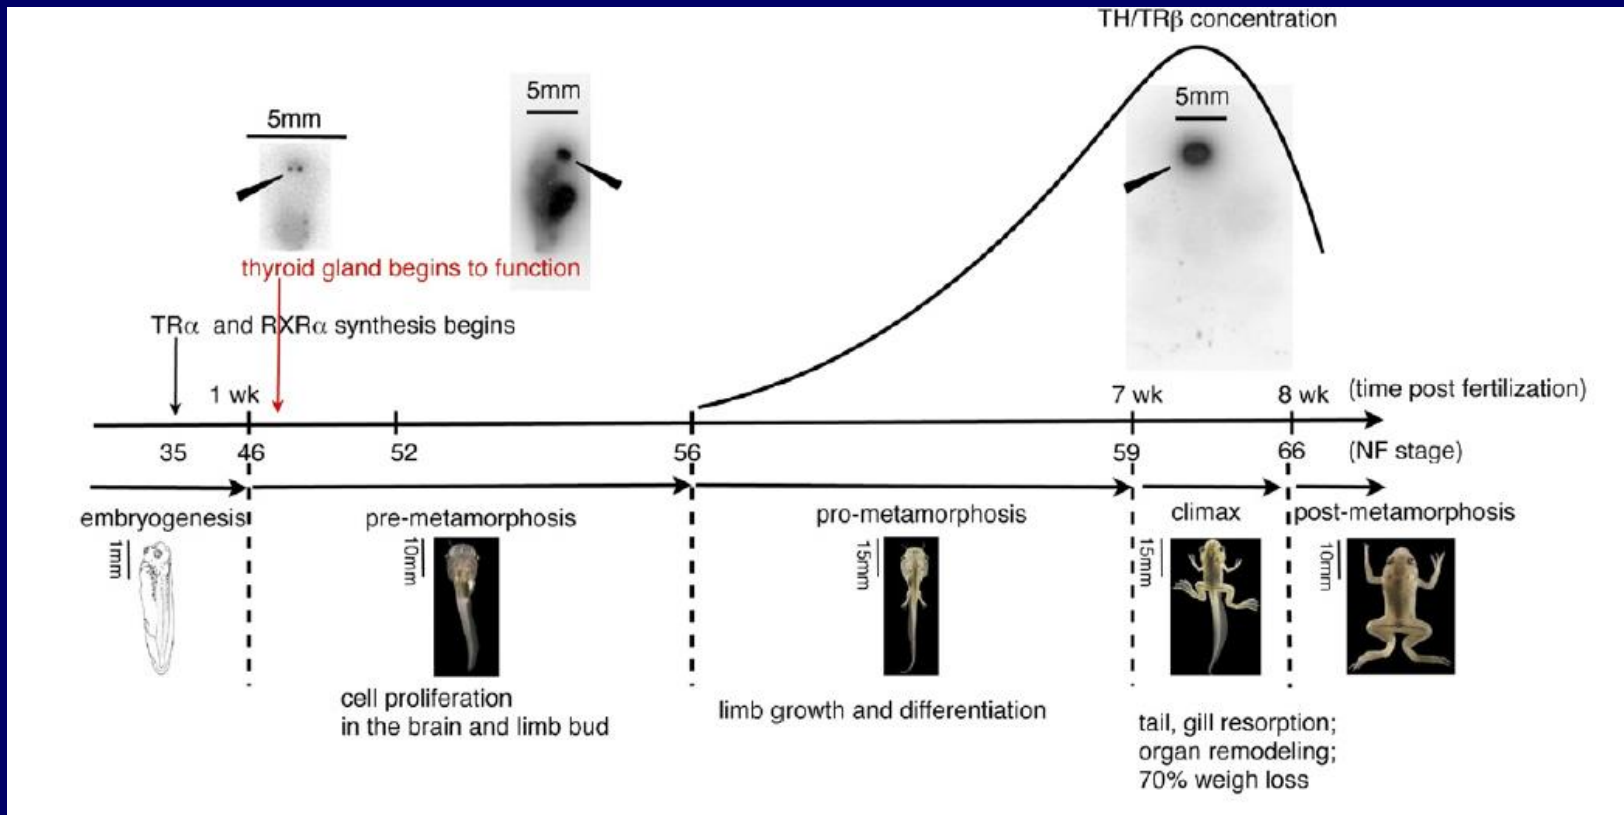 TH/TRβ concentration
5mm
5mm
5mm
thyroid gland begins to function
TRα and RXRα synthesis begins
1 wk
7 wk
8 wk
(time post fertilization)
35
46
52
56
59
66
(NF stage)
embryogenesis
pre-metamorphosis
pro-metamorphosis
climax
post-metamorphosis
1mm
10mm
15mm
15mm
10mm
cell proliferation
in the brain and limb bud
limb growth and differentiation
tail, gill resorption;
organ remodeling;
70% weigh loss